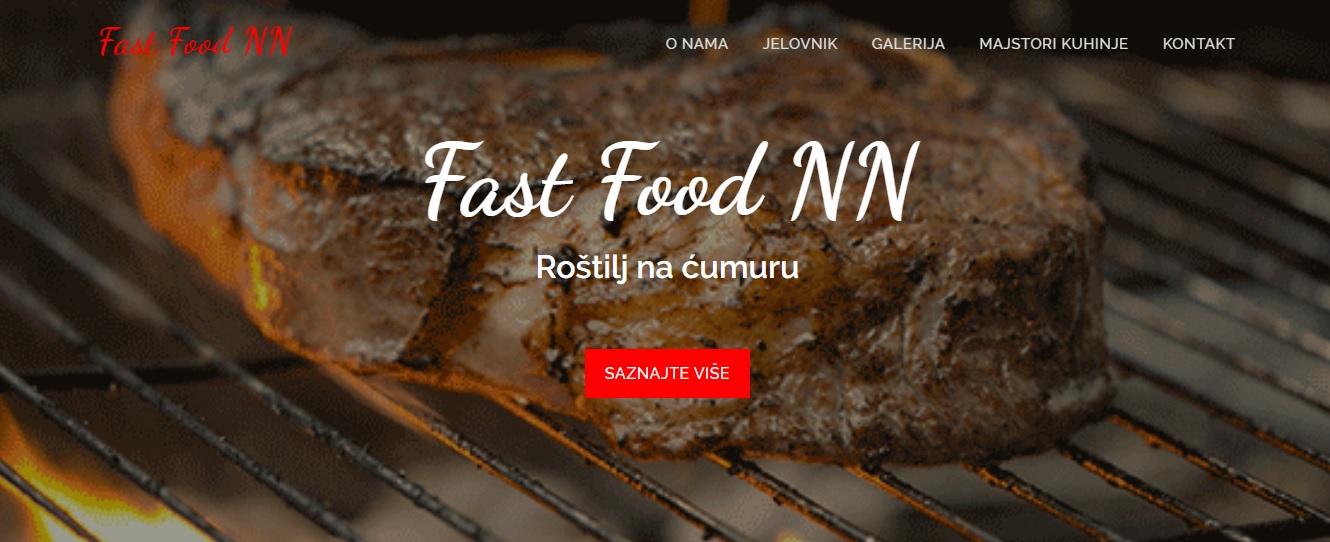 Fast Food NN
O NAMA JELOVNIK GALERIJA MAJSTORI KUHINJE KONTAKT
Fast Food NN
Roštilj na ćumuru
SAZNAJTE VIŠE